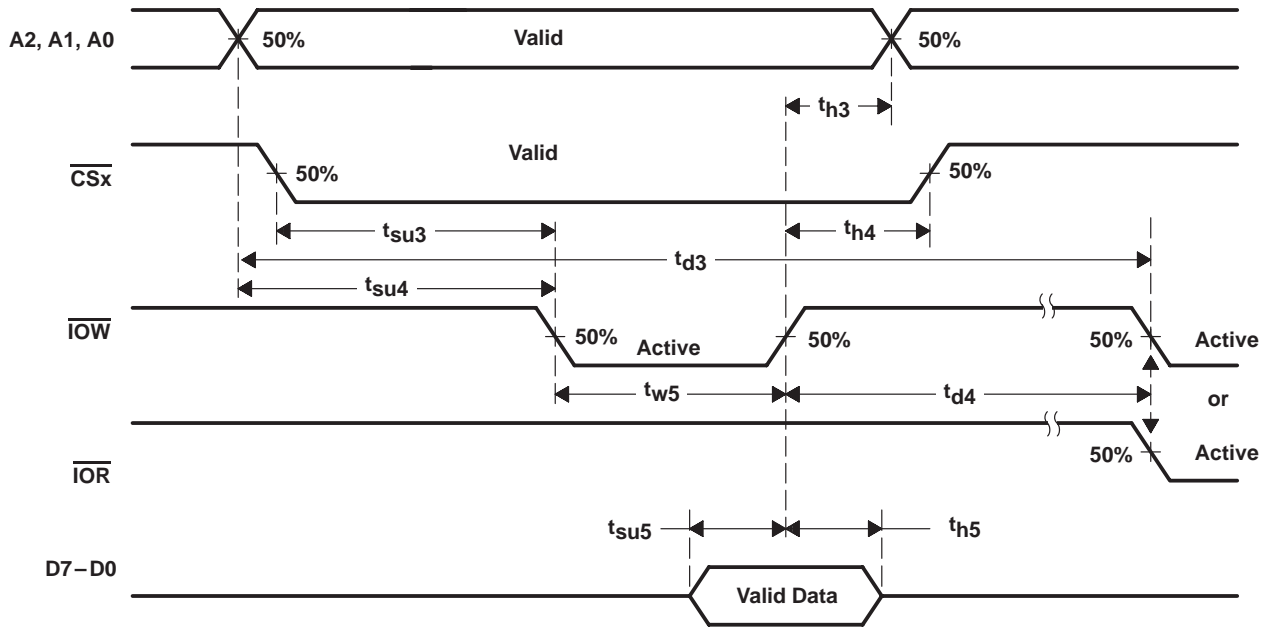 A2, A1, A0 50% Valid 50%
th3
CSx 50% Valid 50%
tsu3 th4
td3
tsu4
IOW 50% Active 50% 50% Active
tw5 td4 or
IOR 50% Active
tsu5 th5
D7–D0 Valid Data